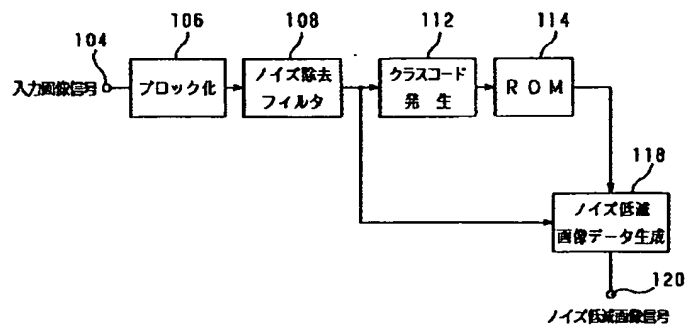 106
108
112
114
104
入力画像信号
ブロック化
ノイズ除去
フィルタ
クラスコード
発 生
ROM
118
ノイズ低減
画像データ生成
120
ノイズ低減画像信号